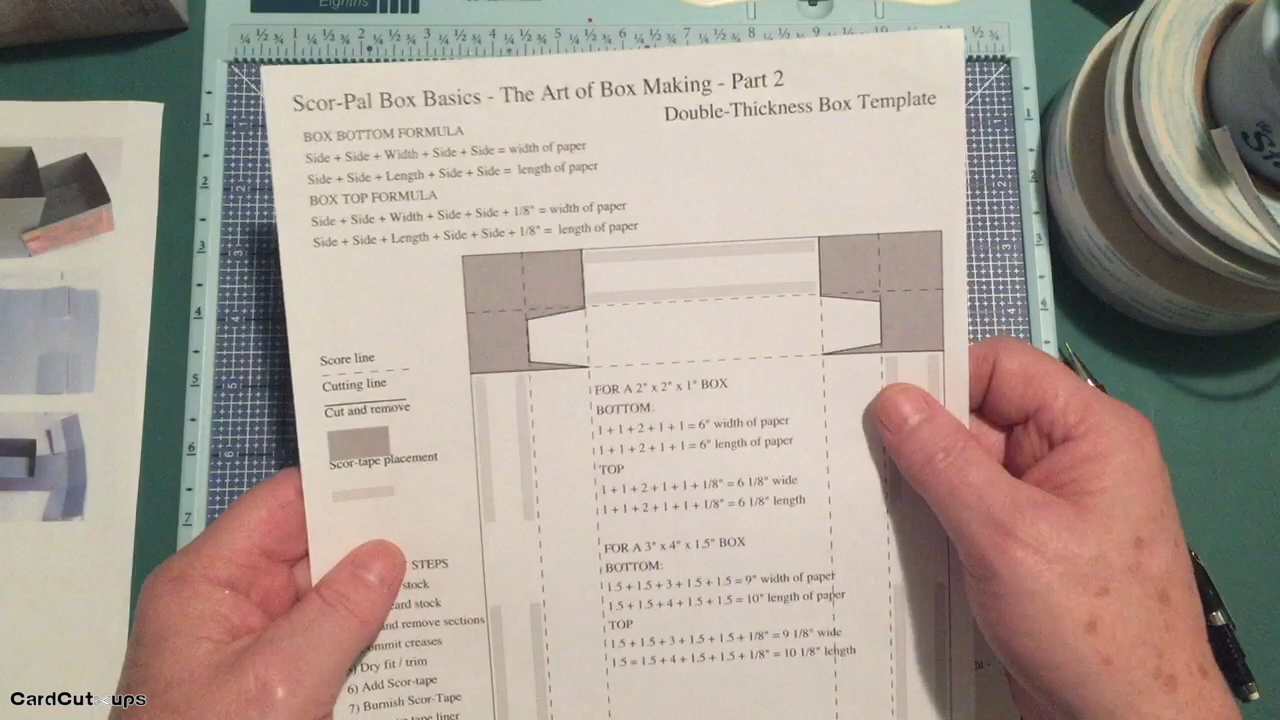 Eighths
Scor-Pal Box Basics - The Art of Box Making - Part 2
Double-Thickness Box Template
BOX BOTTOM FORMULA
Side + Side + Width + Side + Side = width of paper
Side + Side + Length + Side + Side = length of paper
BOX TOP FORMULA
Side + Side + Width + Side + Side + 1/8" = width of paper
Side + Side + Length + Side + Side + 1/8" = length of paper
Score line
Cutting line
Cut and remove
Scor-tape placement
FOR A 2" x 2" x 1" BOX
BOTTOM:
1 + 1 + 2 + 1 + 1 = 6" width of paper
1 + 1 + 2 + 1 + 1 = 6" length of paper
TOP
1 + 1 + 2 + 1 + 1 + 1/8" = 6 1/8" wide
1 + 1 + 2 + 1 + 1 + 1/8" = 6 1/8" length
FOR A 3" x 4" x 1.5" BOX
BOTTOM:
1.5 + 1.5 + 3 + 1.5 + 1.5 = 9" width of paper
1.5 + 1.5 + 4 + 1.5 + 1.5 = 10" length of paper
TOP
1.5 + 1.5 + 3 + 1.5 + 1.5 + 1/8" = 9 1/8" wide
1.5 = 1.5 + 4 + 1.5 + 1.5 + 1/8" = 10 1/8" length
STEPS
stock
card stock
and remove sections
creases
Dry fit / trim
6) Add Scor-tape
7) Burnish Scor-Tape
tape liner
CardCut-ups